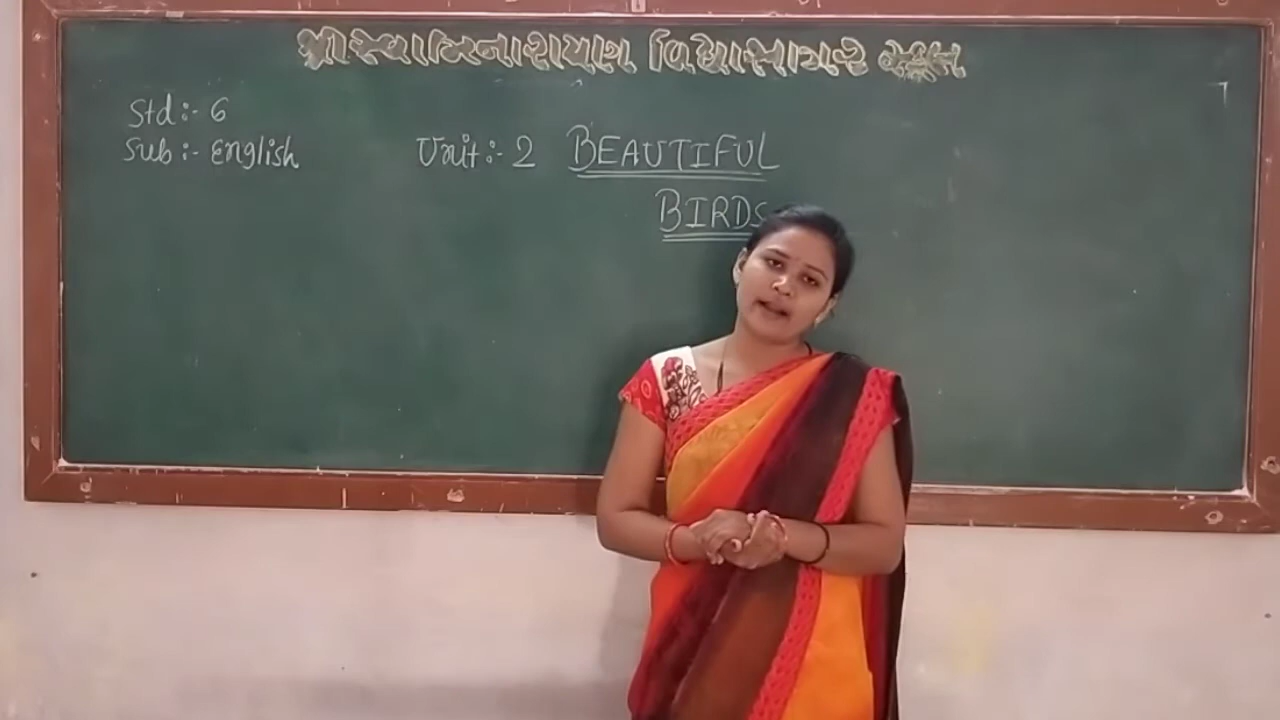 શ્રી સ્વામિનારાયણ વિદ્યાસાગર સ્કૂલ
Std :- 6
Sub :- English
Unit :- 2 BEAUTIFUL
BIRDS